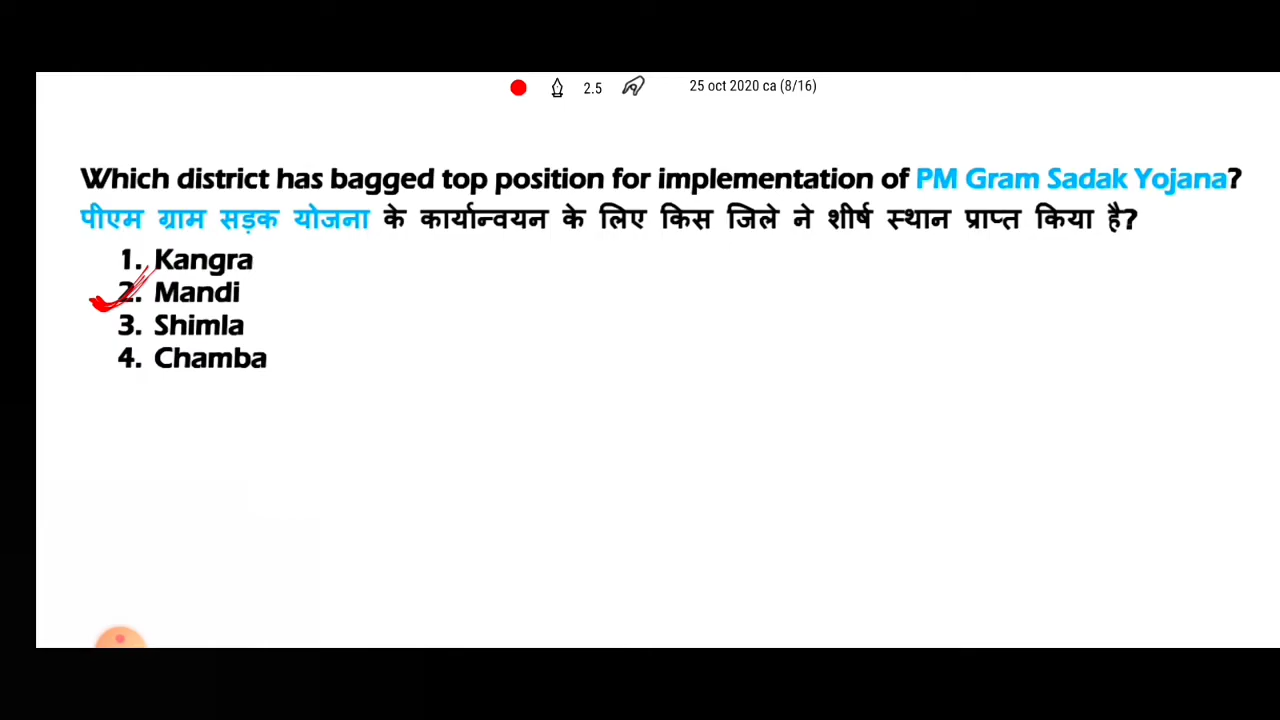 2.5 25 oct 2020 ca (8/16)
Which district has bagged top position for implementation of PM Gram Sadak Yojana?
पीएम ग्राम सड़क योजना के कार्यान्वयन के लिए किस जिले ने शीर्ष स्थान प्राप्त किया है?
1. Kangra
2. Mandi
3. Shimla
4. Chamba